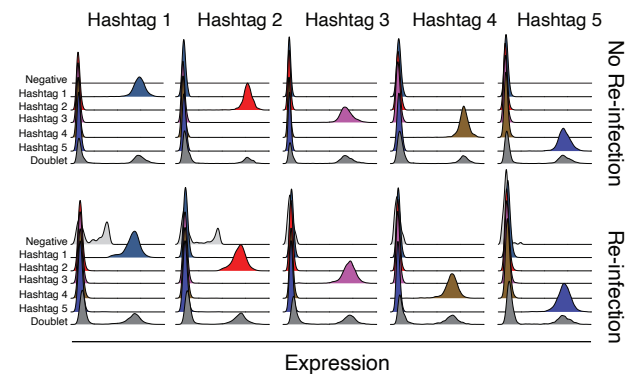 Hashtag 1 Hashtag 2 Hashtag 3 Hashtag 4 Hashtag 5
Negative
Hashtag 1
Hashtag 2
Hashtag 3
Hashtag 4
Hashtag 5
Doublet
No Re-infection
Negative
Hashtag 1
Hashtag 2
Hashtag 3
Hashtag 4
Hashtag 5
Doublet
Re-infection
Expression